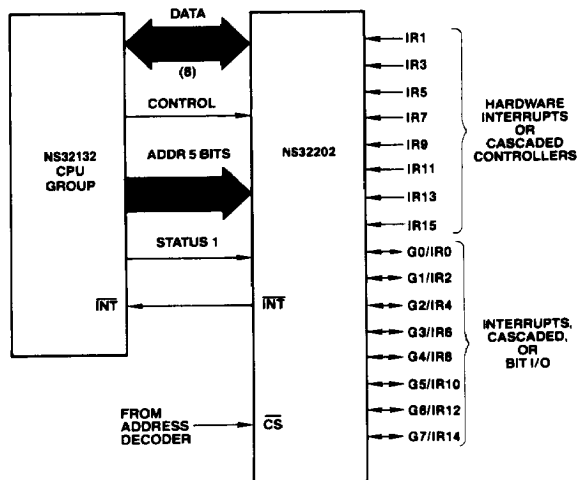 DATA
(8)
CONTROL
NS32132
CPU
GROUP
ADDR 5 BITS
STATUS 1
INT
NS32202
INT
FROM
ADDRESS
DECODER
CS
IR1
IR3
IR5
IR7
IR9
IR11
IR13
IR15
HARDWARE
INTERRUPTS
OR
CASCADED
CONTROLLERS
G0/IR0
G1/IR2
G2/IR4
G3/IR6
G4/IR8
G5/IR10
G6/IR12
G7/IR14
INTERRUPTS,
CASCADED,
OR
BIT I/O